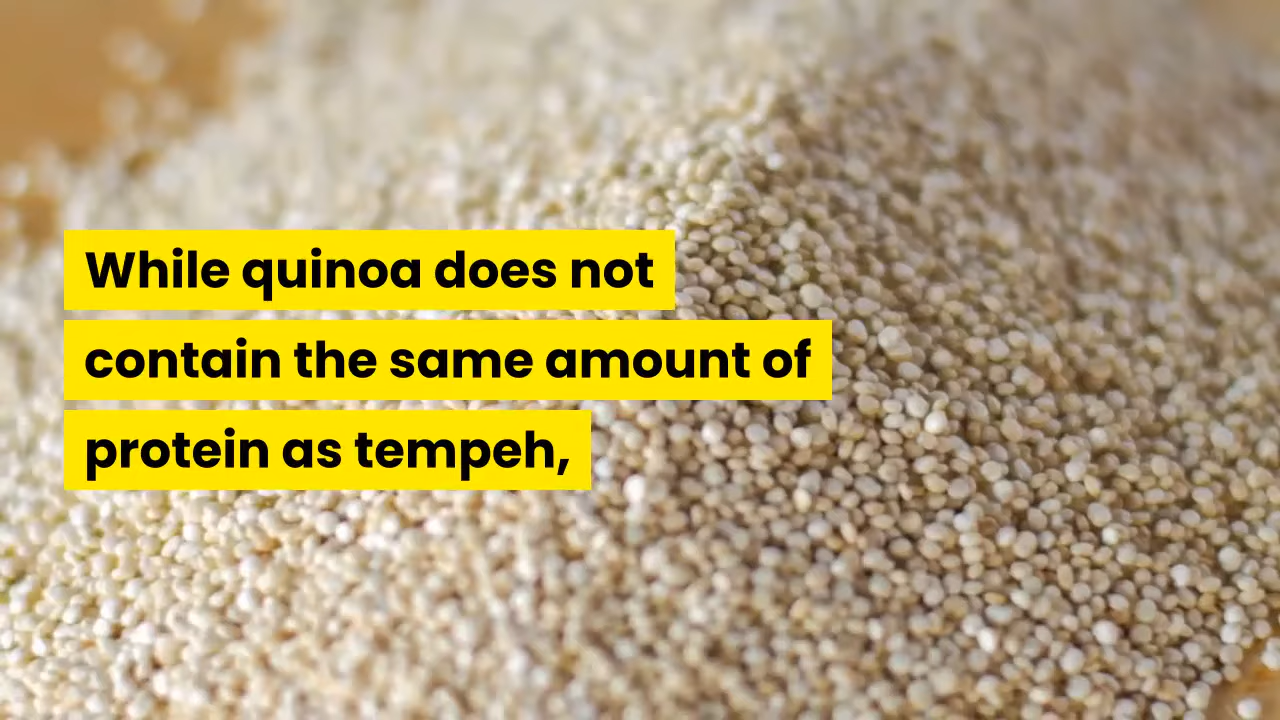 While quinoa does not
contain the same amount of
protein as tempeh,